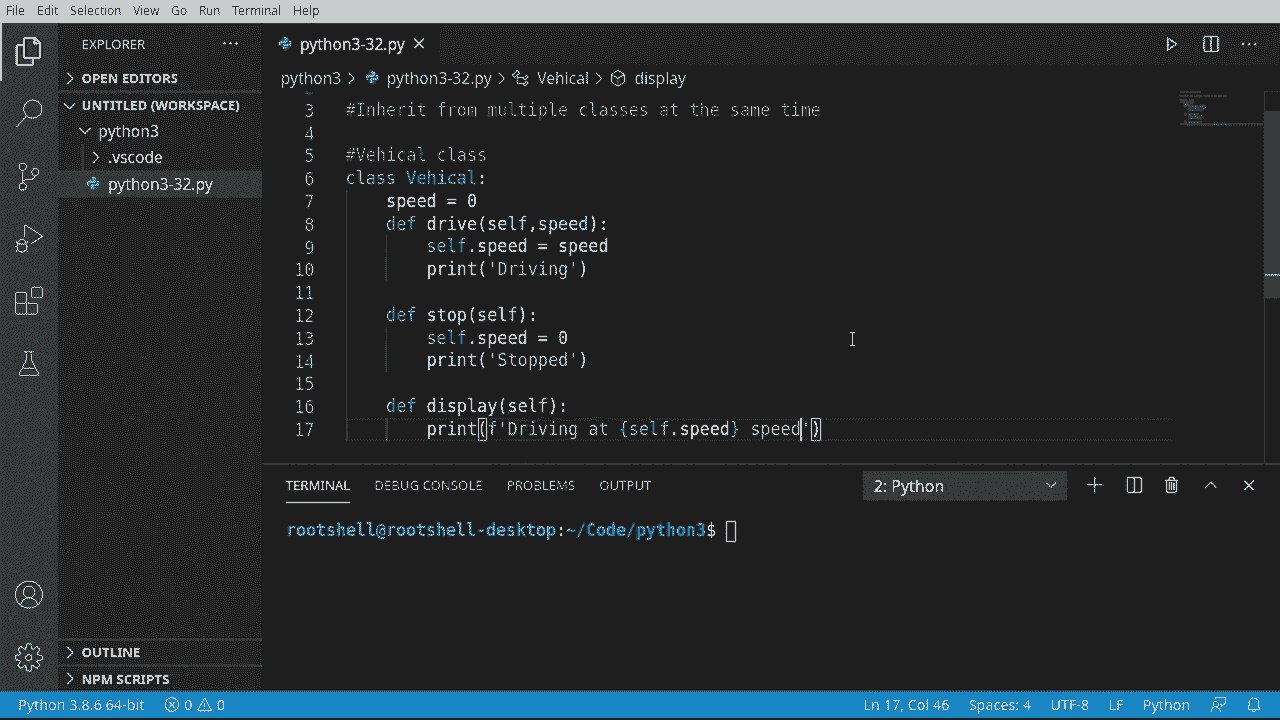 File Edit Selection View Go Run Terminal Help
EXPLORER
python3-32.py
OPEN EDITORS
python3 > python3-32.py > Vehical > display
UNTITLED (WORKSPACE)
python3
.vscode
python3-32.py
3 #Inherit from multiple classes at the same time
4
5 #Vehical class
6 class Vehical:
7 speed = 0
8 def drive(self,speed):
9 self.speed = speed
10 print('Driving')
11
12 def stop(self):
13 self.speed = 0
14 print('Stopped')
15
16 def display(self):
17 print(f'Driving at {self.speed} speed')
TERMINAL DEBUG CONSOLE PROBLEMS OUTPUT 2: Python
rootshell@rootshell-desktop:~/Code/python3$
OUTLINE
NPM SCRIPTS
Python 3.8.6 64-bit 0 0 Ln 17, Col 46 Spaces: 4 UTF-8 LF Python